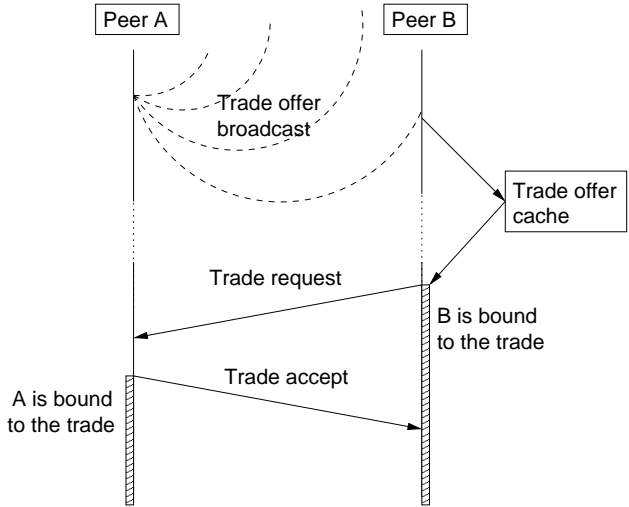 Peer A
Peer B
Trade offer
broadcast
Trade offer
cache
Trade request
B is bound
to the trade
Trade accept
A is bound
to the trade